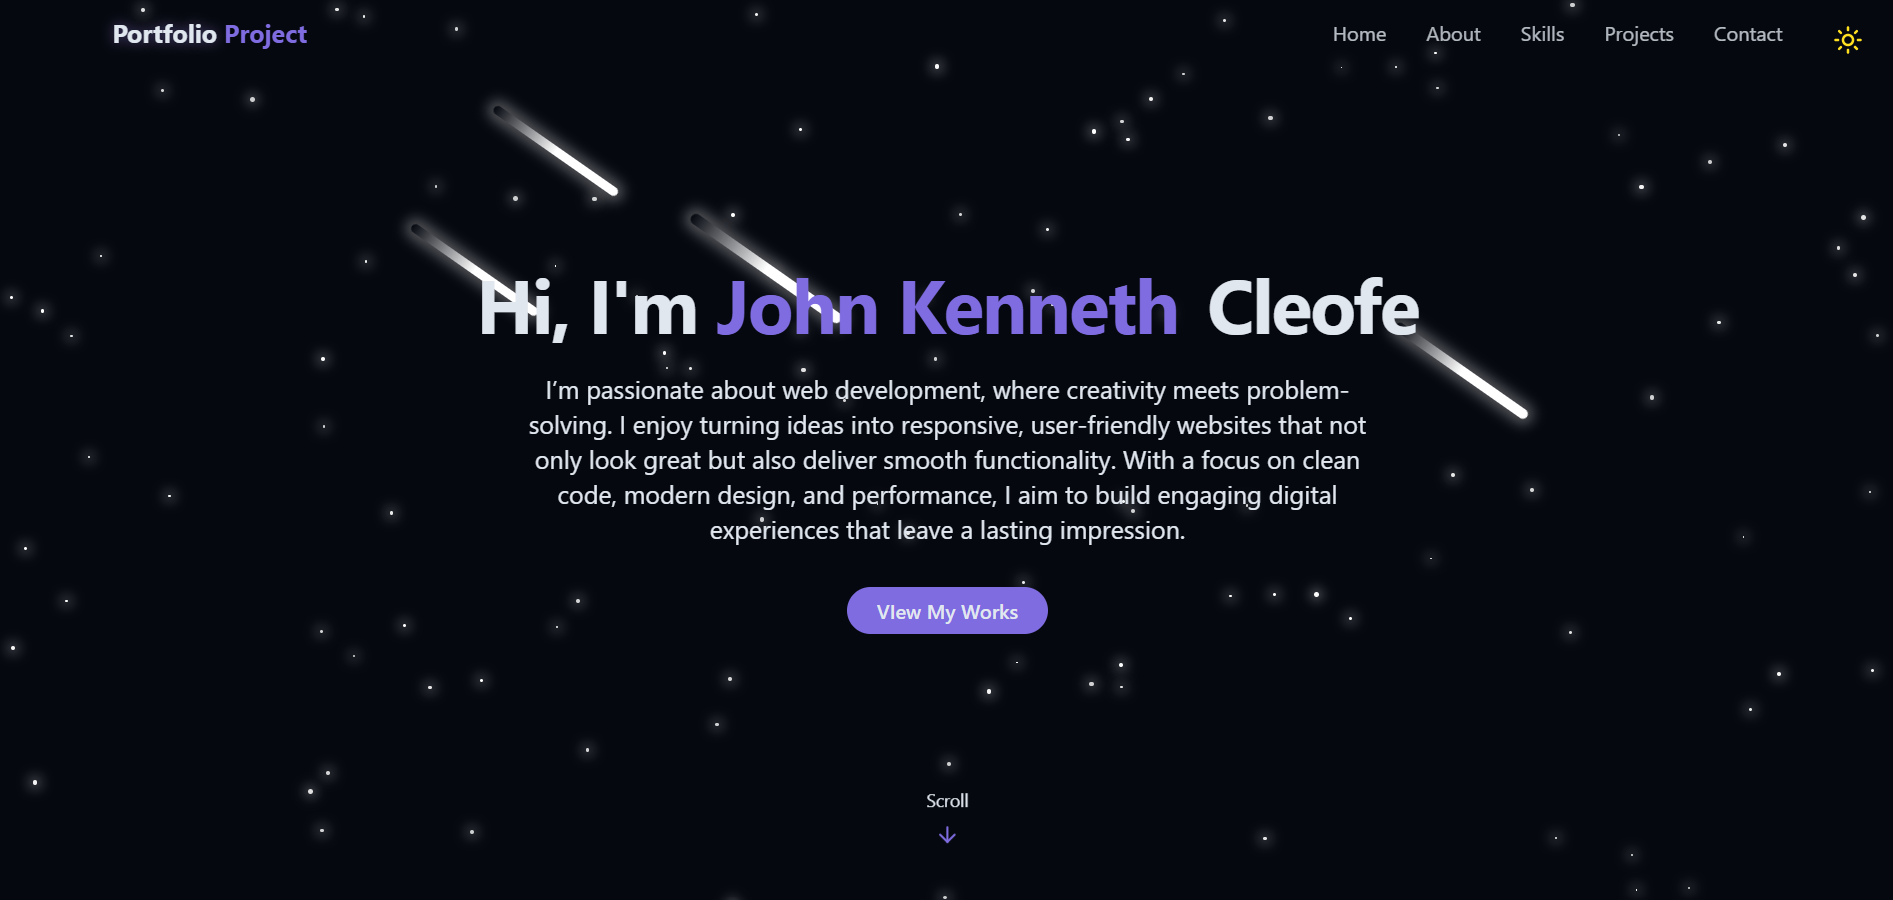 Portfolio Project
Home
About
Skills
Projects
Contact
Hi, I'm John Kenneth Cleofe
I’m passionate about web development, where creativity meets problem-
solving. I enjoy turning ideas into responsive, user-friendly websites that not
only look great but also deliver smooth functionality. With a focus on clean
code, modern design, and performance, I aim to build engaging digital
experiences that leave a lasting impression.
VIew My Works
Scroll